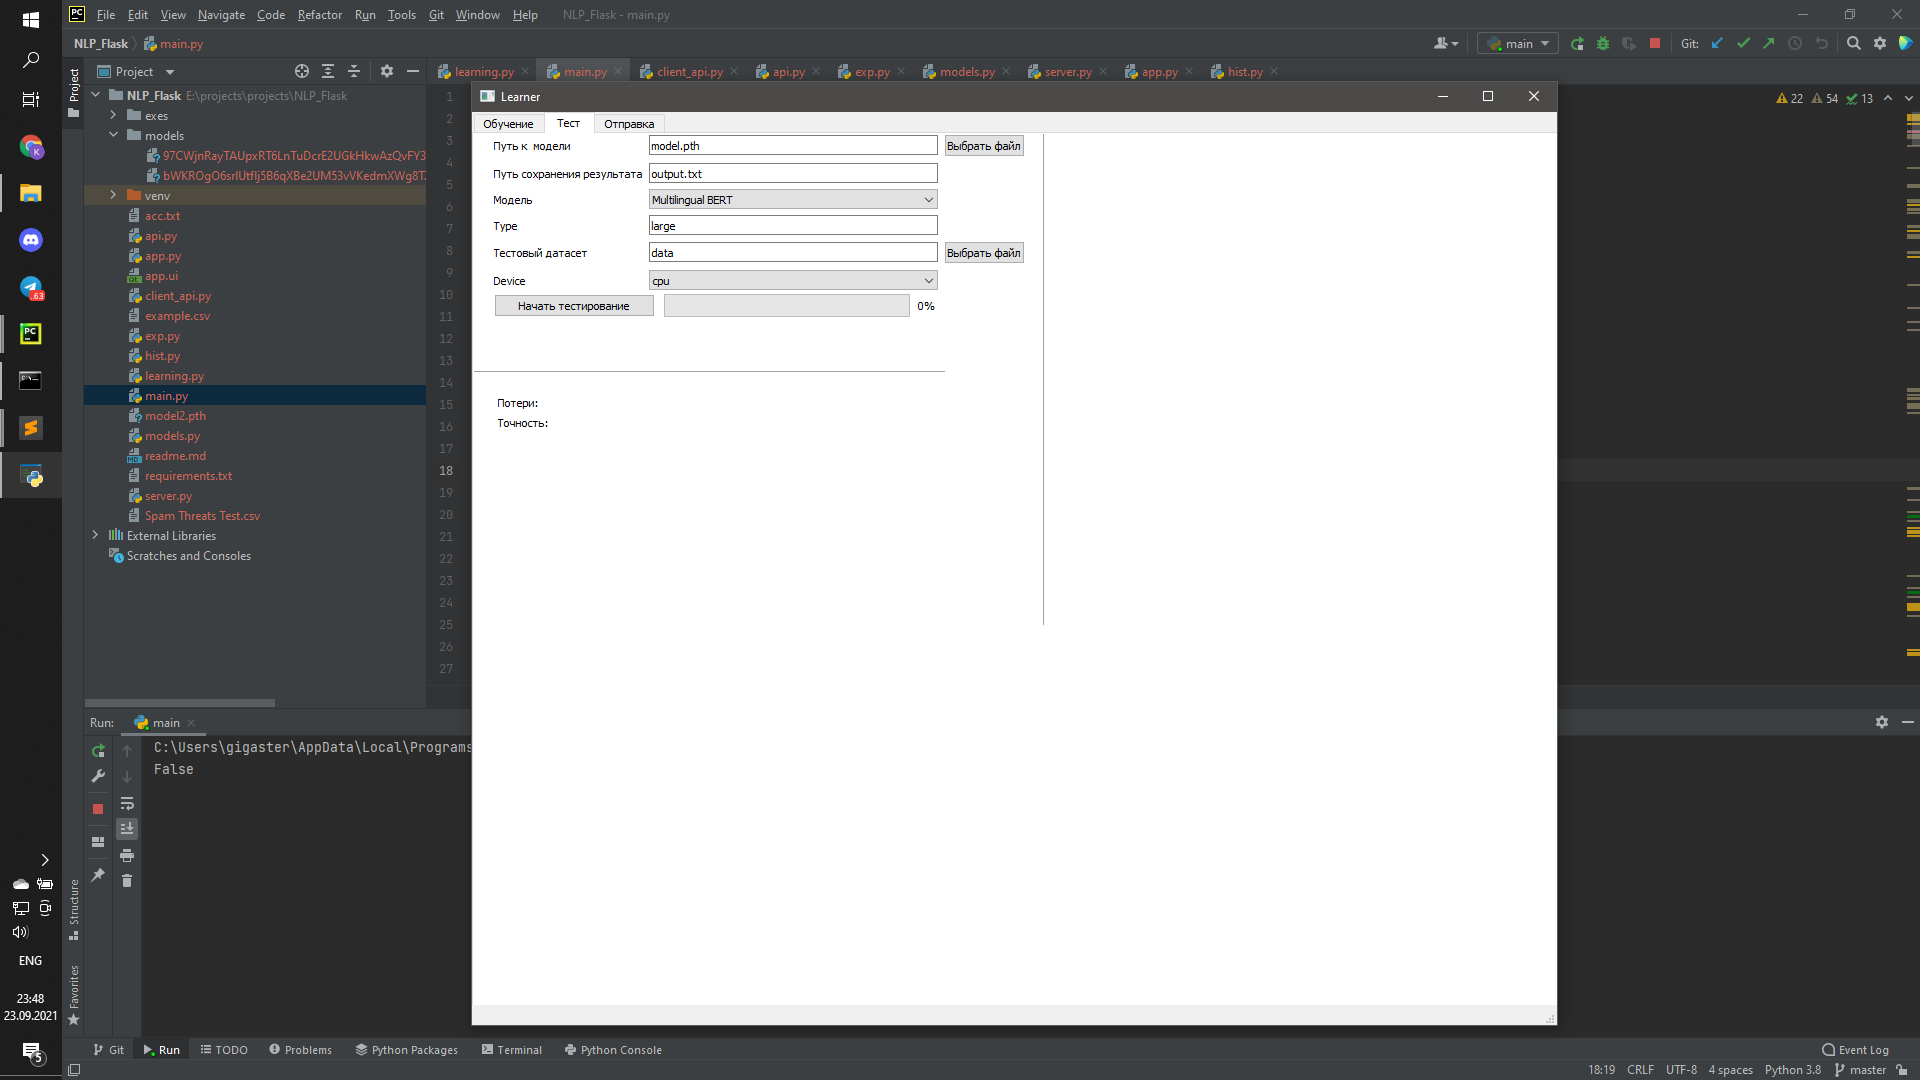 File Edit View Navigate Code Refactor Run Tools Git Window Help NLP_Flask - main.py
NLP_Flask main.py
main
Git:
Project
Project
learning.py main.py client_api.py api.py exp.py models.py server.py app.py hist.py
NLP_Flask E:\projects\projects\NLP_Flask
exes
models
97CWjnRayTAUpxRT6LnTuDcrE2UGkHkwAzQvFY3
venv
acc.txt
api.py
app.py
app.ui
client_api.py
example.csv
exp.py
hist.py
learning.py
main.py
model2.pth
models.py
readme.md
requirements.txt
server.py
Spam Threats Test.csv
External Libraries
Scratches and Consoles
1
2
3
4
5
6
7
8
9
10
11
12
13
14
15
16
17
18
19
20
21
22
23
24
25
26
27
22 54 13
Learner
Обучение Тест Отправка
Путь к модели model.pth Выбрать файл
Путь сохранения результата output.txt
Модель Multilingual BERT
Type large
Тестовый датасет data Выбрать файл
Device cpu
Начать тестирование 0%
Потери:
Точность:
Run: main
C:\Users\gigaster\AppData\Local\Programs
False
Structure
Favorites
K
.63
PC
ENG
23:48
23.09.2021
5
Git Run TODO Problems Python Packages Terminal Python Console Event Log
18:19 CRLF UTF-8 4 spaces Python 3.8 master